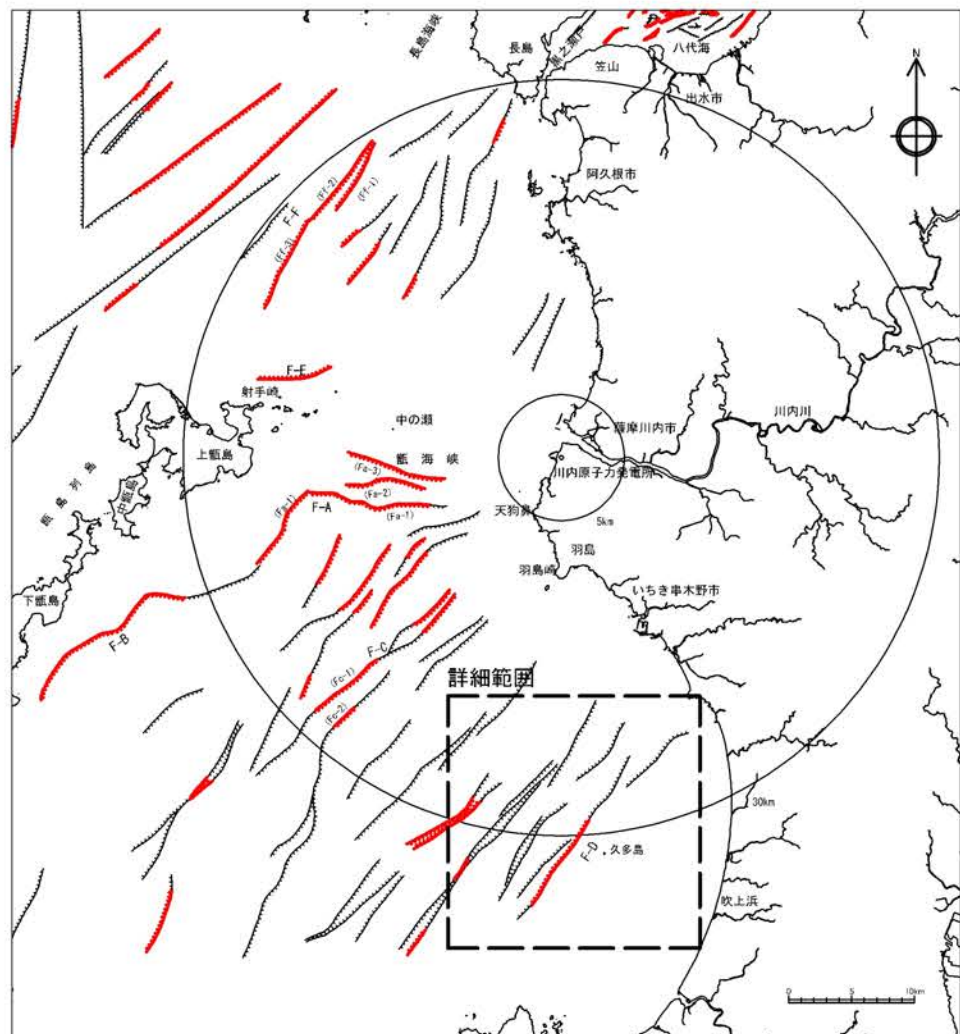 長島海峡
長島
黒之瀬戸
八代海
笠山
出水市
N
阿久根市
(Ff-2)
(Ff-1)
F-F
(Ff-3)
F-E
射手崎
中の瀬
上甑島
甑海峡
薩摩川内市
川内川
(Fa-3)
川内原子力発電所
(Fa-2)
甑島列島
中甑島
(Fa-1)
F-A
(Fa-1)
天狗鼻
5km
羽島
羽島崎
下甑島
いちき串木野市
F-B
F-C
(Fc-1)
詳細範囲
(Fc-2)
30km
F-D
久多島
吹上浜
0
5
10km